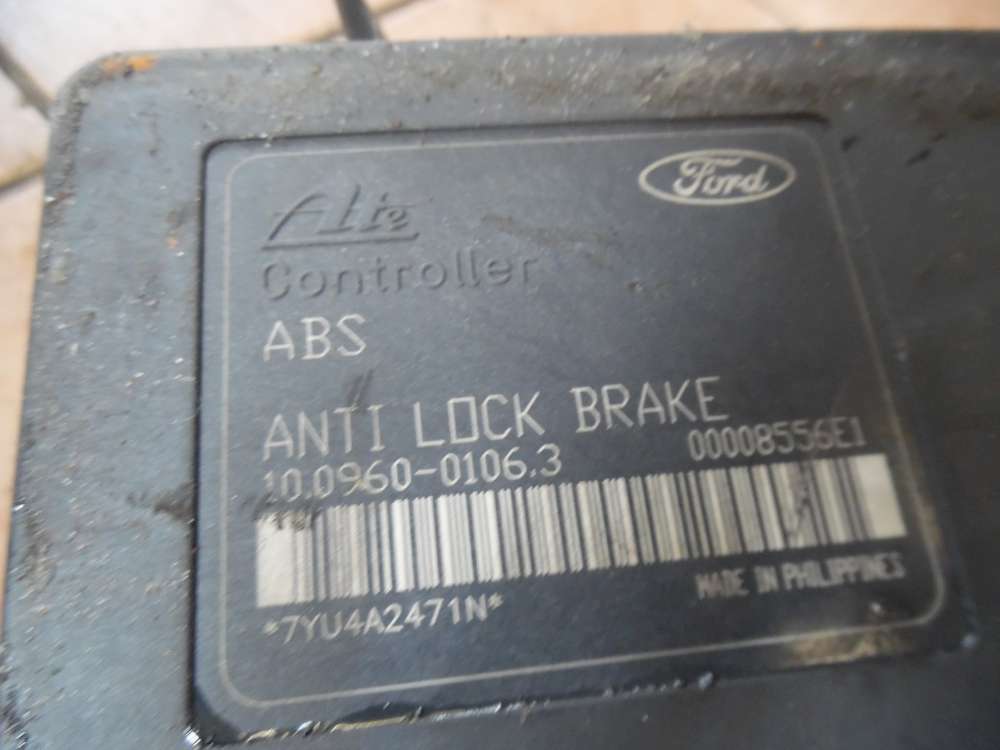 Ford
Ate
Controller
ABS
ANTI LOCK BRAKE
10.0960-0106.3 00008556E1
MADE IN PHILIPPINES
*7YU4A2471N*